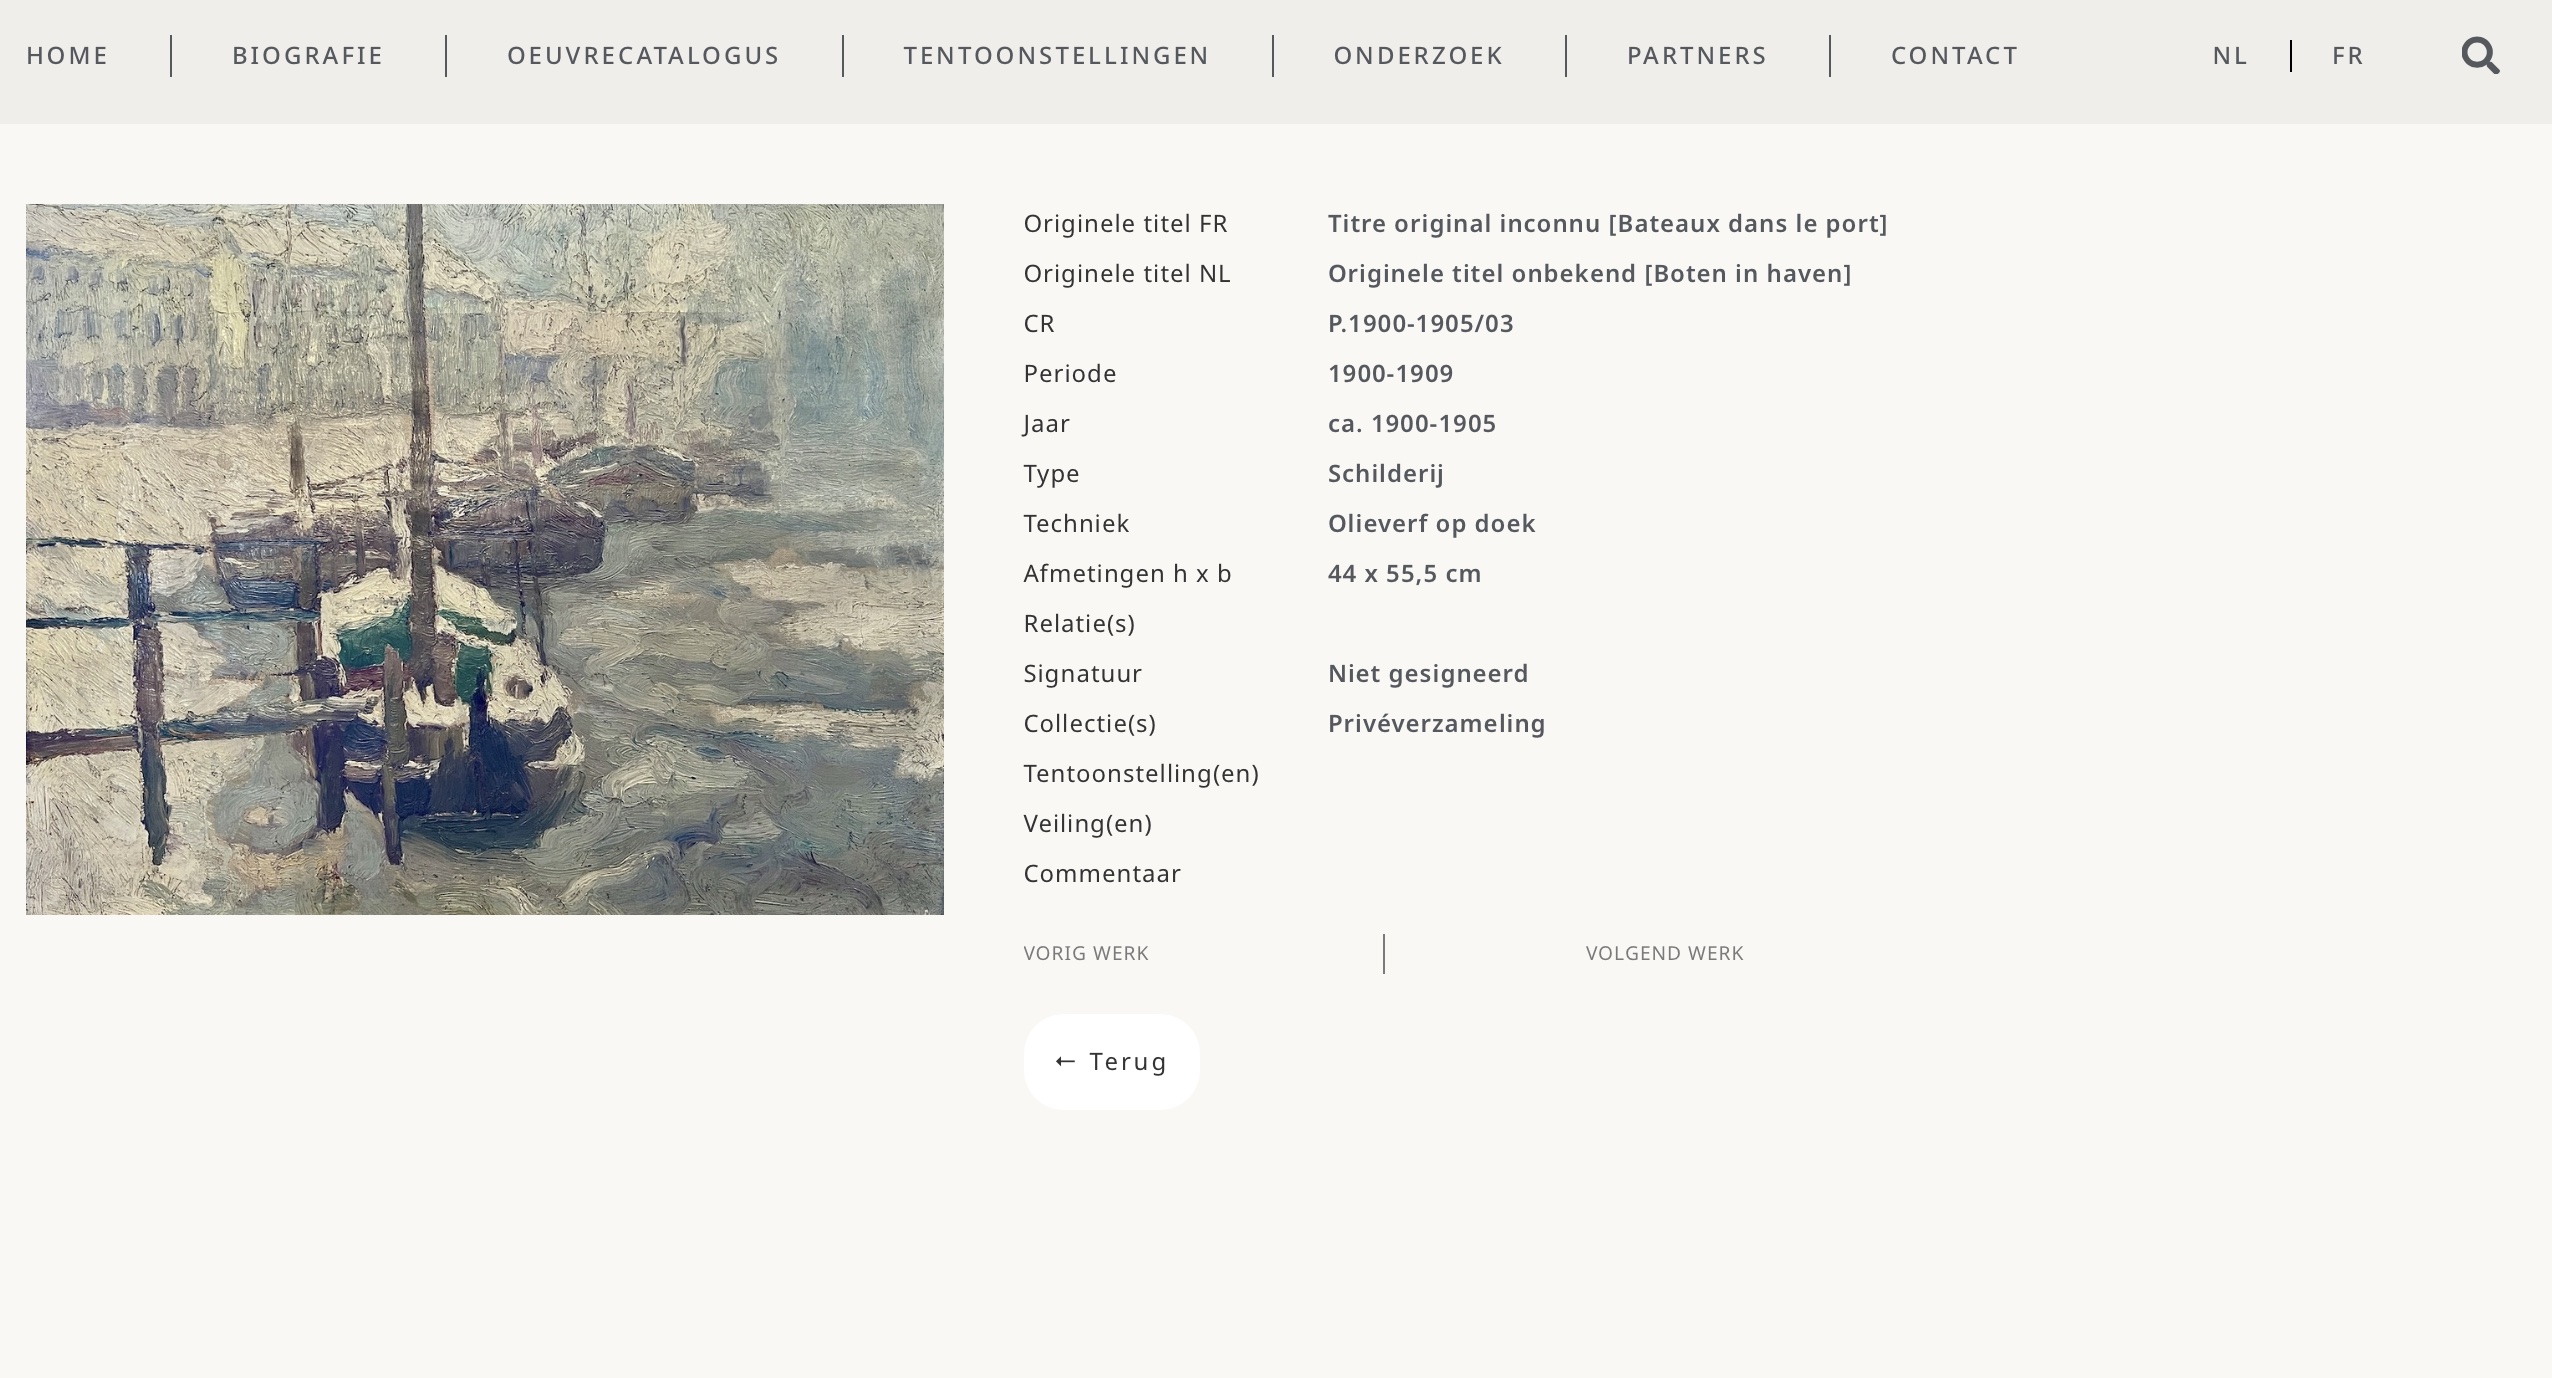 HOME
BIOGRAFIE
OEUVRECATALOGUS
TENTOONSTELLINGEN
ONDERZOEK
PARTNERS
CONTACT
NL
FR
Originele titel FR Titre original inconnu [Bateaux dans le port]
Originele titel NL Originele titel onbekend [Boten in haven]
CR P.1900-1905/03
Periode 1900-1909
Jaar ca. 1900-1905
Type Schilderij
Techniek Olieverf op doek
Afmetingen h x b 44 x 55,5 cm
Relatie(s)
Signatuur Niet gesigneerd
Collectie(s) Privéverzameling
Tentoonstelling(en)
Veiling(en)
Commentaar
VORIG WERK
VOLGEND WERK
← Terug